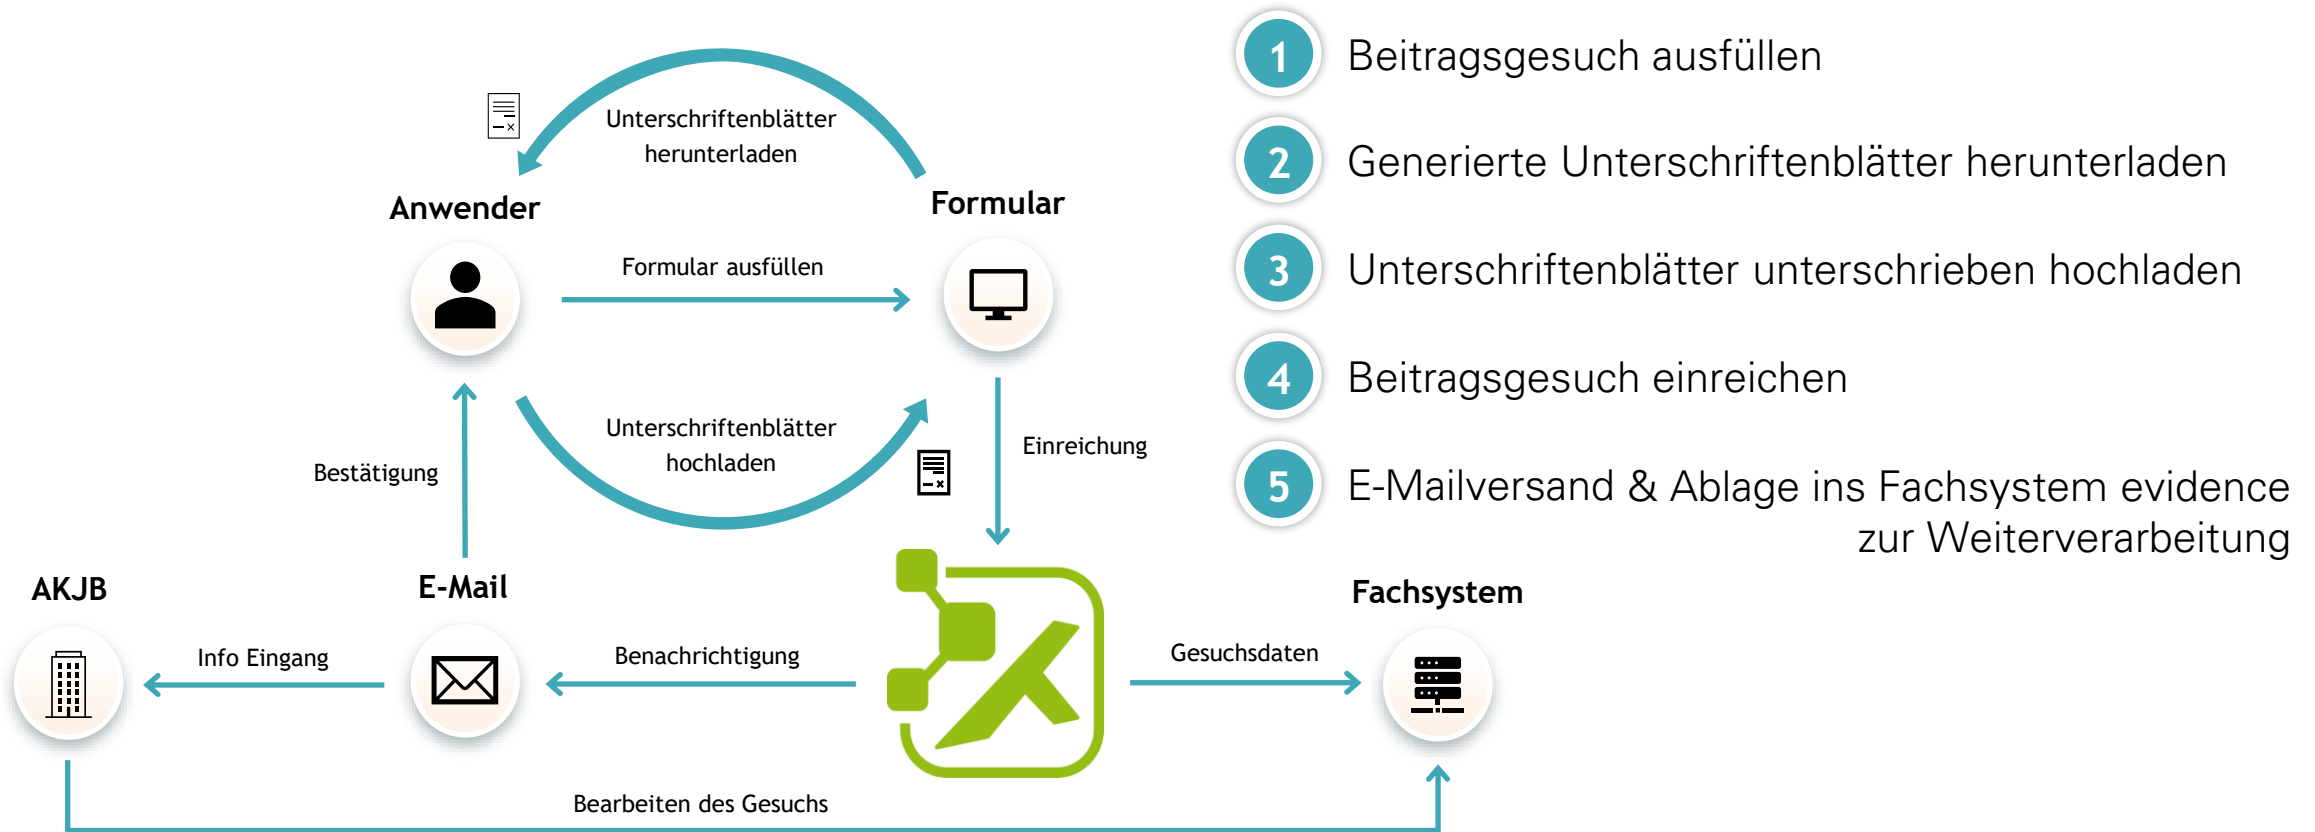 Unterschriftenblätter
herunterladen
Anwender
Formular
Formular ausfüllen
Unterschriftenblätter
hochladen
Einreichung
Bestätigung
AKJB
E-Mail
Fachsystem
Info Eingang
Benachrichtigung
Gesuchsdaten
Bearbeiten des Gesuchs
1 Beitragsgesuch ausfüllen
2 Generierte Unterschriftenblätter herunterladen
3 Unterschriftenblätter unterschrieben hochladen
4 Beitragsgesuch einreichen
5 E-Mailversand & Ablage ins Fachsystem evidence
zur Weiterverarbeitung